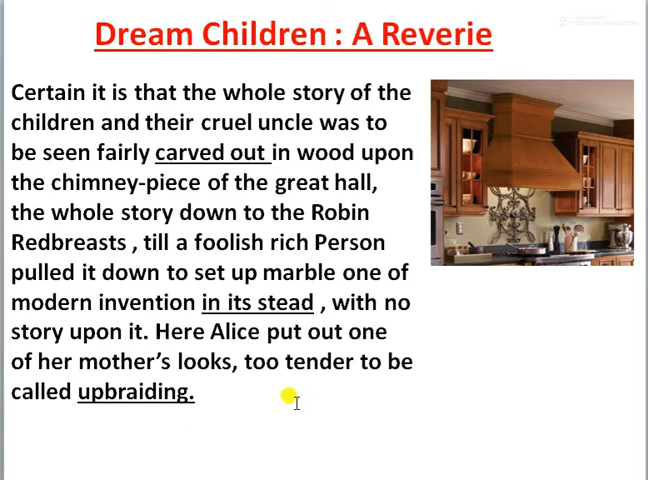 Dream Children : A Reverie
Certain it is that the whole story of the
children and their cruel uncle was to
be seen fairly carved out in wood upon
the chimney-piece of the great hall,
the whole story down to the Robin
Redbreasts , till a foolish rich Person
pulled it down to set up marble one of
modern invention in its stead , with no
story upon it. Here Alice put out one
of her mother’s looks, too tender to be
called upbraiding.